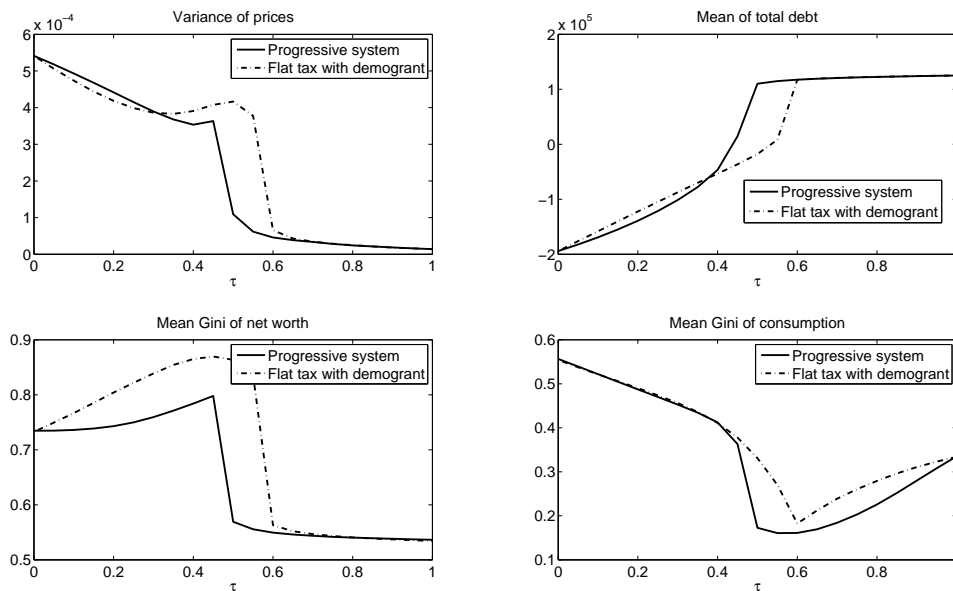 Variance of prices
x 10⁻⁴
6
5
4
3
2
1
0
0 0.2 0.4 0.6 0.8 1
τ
Progressive system
Flat tax with demogrant
Mean of total debt
x 10⁵
2
1
0
−1
−2
0 0.2 0.4 0.6 0.8
τ
Progressive system
Flat tax with demogrant
Mean Gini of net worth
0.9
0.8
0.7
0.6
0.5
0 0.2 0.4 0.6 0.8 1
τ
Progressive system
Flat tax with demogrant
Mean Gini of consumption
0.6
0.5
0.4
0.3
0.2
0.1
0 0.2 0.4 0.6 0.8
τ
Progressive system
Flat tax with demogrant